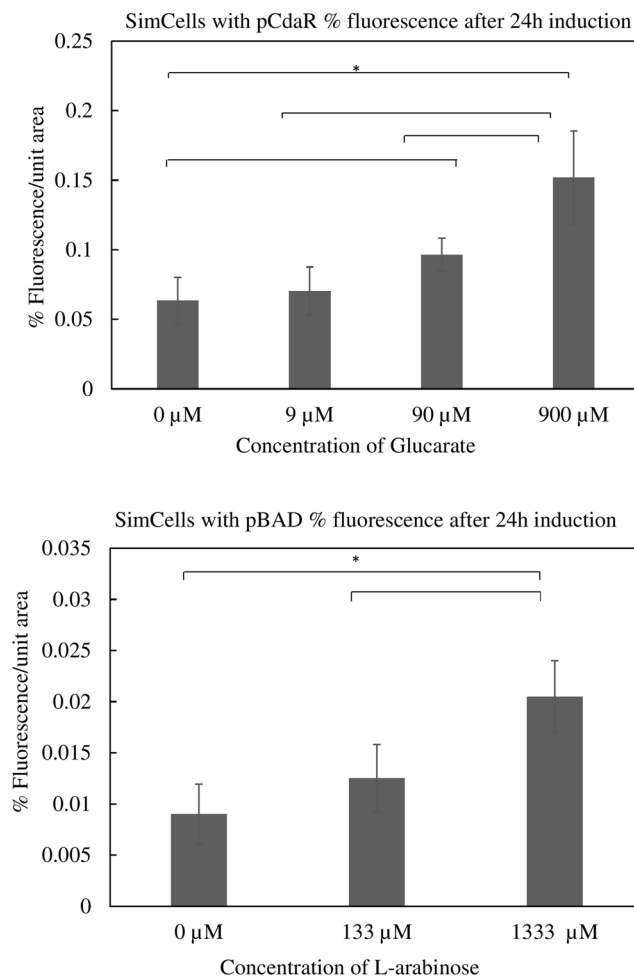 SimCells with pCdaR % fluorescence after 24h induction
0.25
*
0.2
0.15
0.1
0.05
0
% Fluorescence/unit area
0 µM 9 µM 90 µM 900 µM
Concentration of Glucarate
SimCells with pBAD % fluorescence after 24h induction
0.035
*
0.03
0.025
0.02
0.015
0.01
0.005
0
% Fluorescence/unit area
0 µM 133 µM 1333 µM
Concentration of L-arabinose